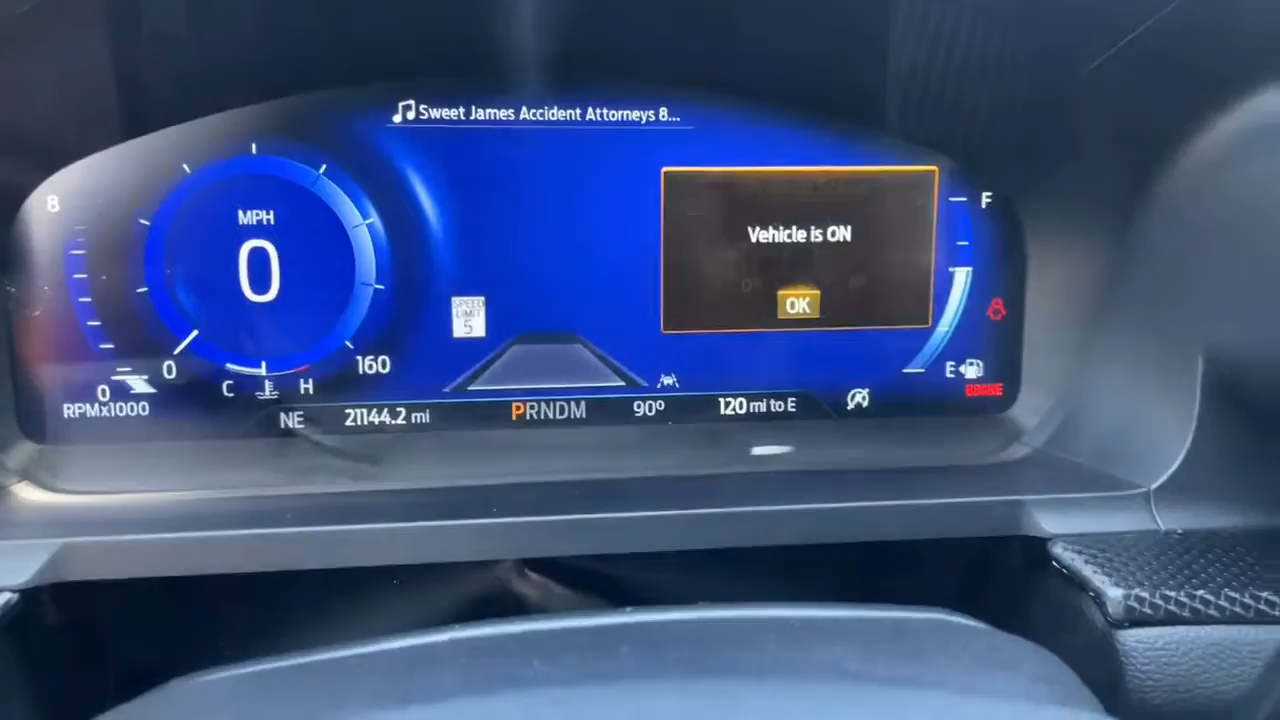 Sweet James Accident Attorneys 8...
8
MPH
0
Vehicle is ON
OK
F
SPEED
LIMIT
5
0
160
C
H
E
0
RPMx1000
BRAKE
NE
21144.2 mi
PRNDM
90º
120 mi to E